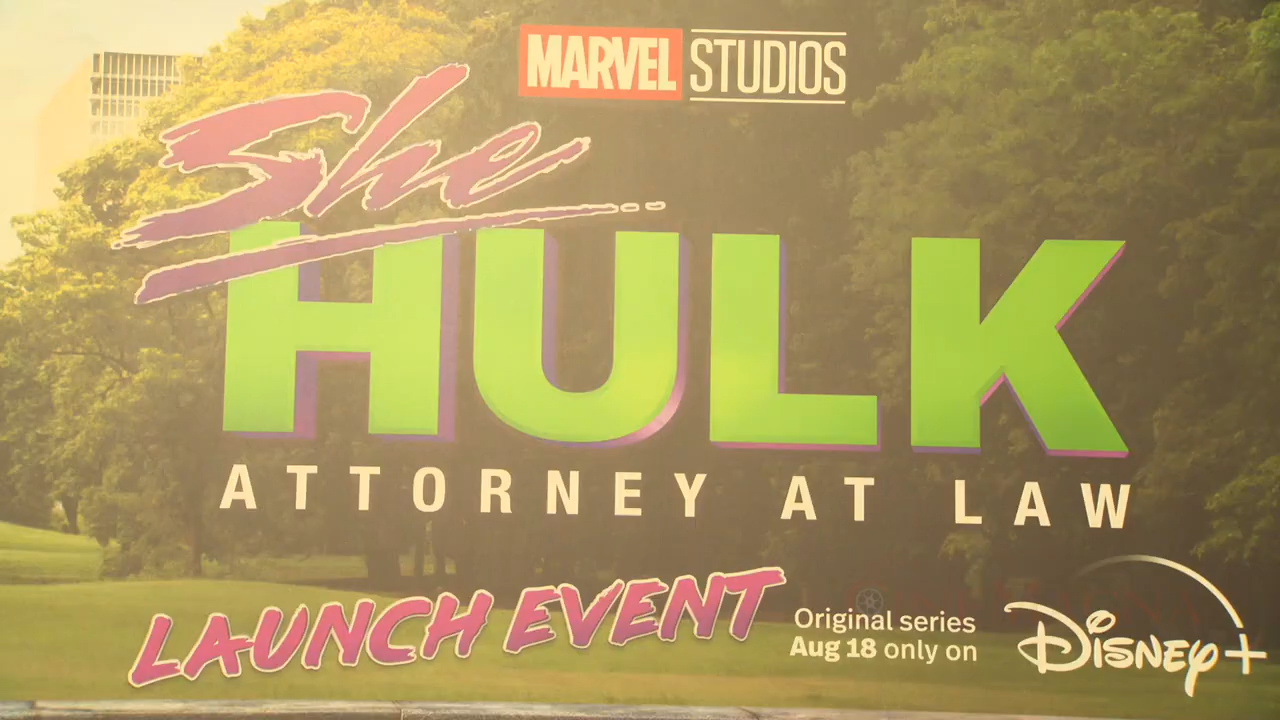 MARVEL STUDIOS
She
HULK
ATTORNEY AT LAW
LAUNCH EVENT
Original series
Aug 18 only on
Disney+